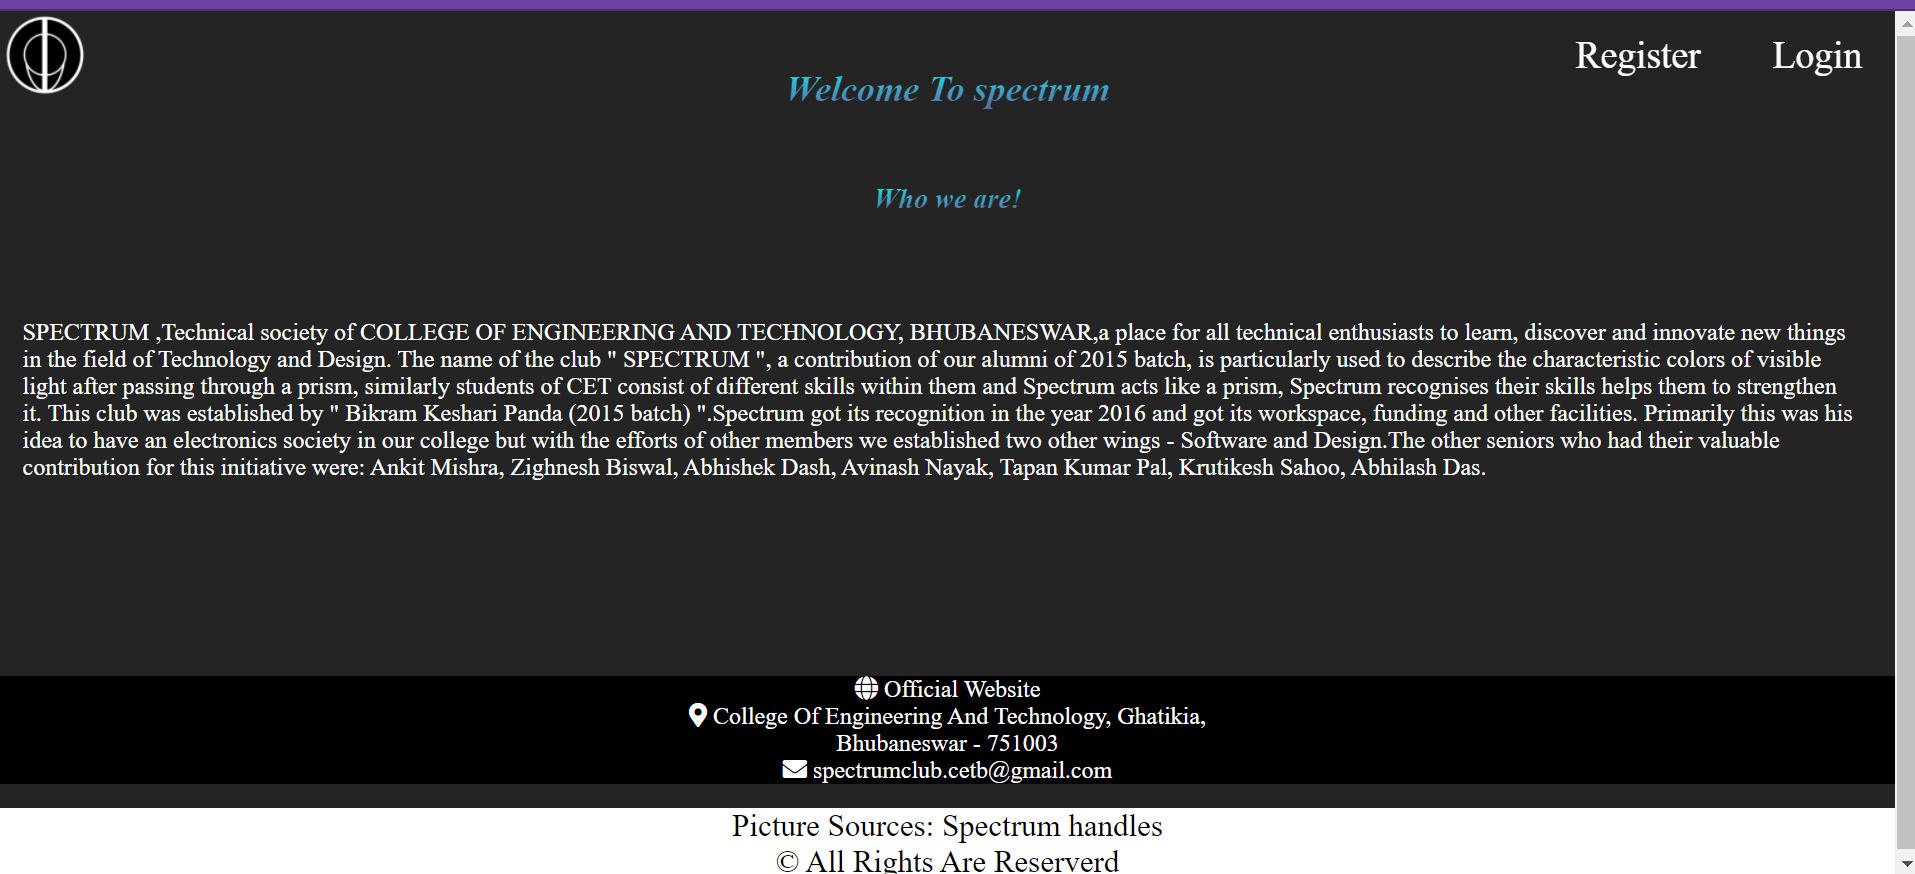 Register Login
Welcome To spectrum
Who we are!
SPECTRUM ,Technical society of COLLEGE OF ENGINEERING AND TECHNOLOGY, BHUBANESWAR,a place for all technical enthusiasts to learn, discover and innovate new things
in the field of Technology and Design. The name of the club " SPECTRUM ", a contribution of our alumni of 2015 batch, is particularly used to describe the characteristic colors of visible
light after passing through a prism, similarly students of CET consist of different skills within them and Spectrum acts like a prism, Spectrum recognises their skills helps them to strengthen
it. This club was established by " Bikram Keshari Panda (2015 batch) ".Spectrum got its recognition in the year 2016 and got its workspace, funding and other facilities. Primarily this was his
idea to have an electronics society in our college but with the efforts of other members we established two other wings - Software and Design.The other seniors who had their valuable
contribution for this initiative were: Ankit Mishra, Zighnesh Biswal, Abhishek Dash, Avinash Nayak, Tapan Kumar Pal, Krutikesh Sahoo, Abhilash Das.
Official Website
College Of Engineering And Technology, Ghatikia,
Bhubaneswar - 751003
spectrumclub.cetb@gmail.com
Picture Sources: Spectrum handles
© All Rights Are Reserverd